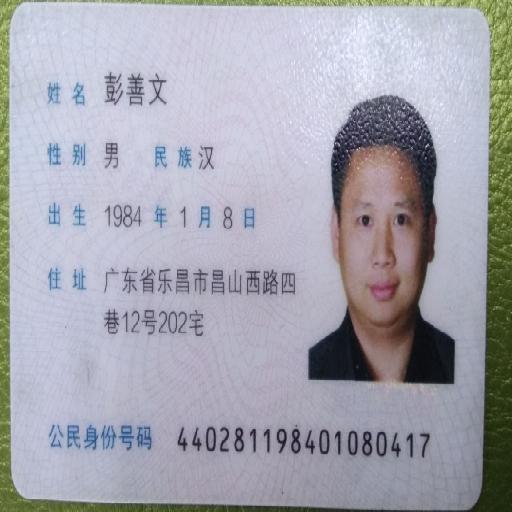 姓名 彭善文
性别 男 民族 汉
出生 1984 年 1 月 8 日
住址 广东省乐昌市昌山西路四
巷12号202宅
公民身份号码 440281198401080417